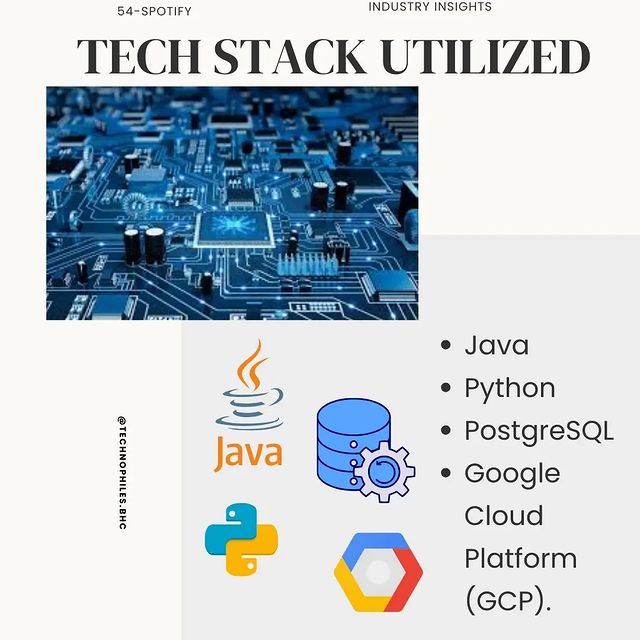 54-SPOTIFY
INDUSTRY INSIGHTS
TECH STACK UTILIZED
Java
@TECHNOPHILES.BHC
• Java
• Python
• PostgreSQL
• Google
Cloud
Platform
(GCP).